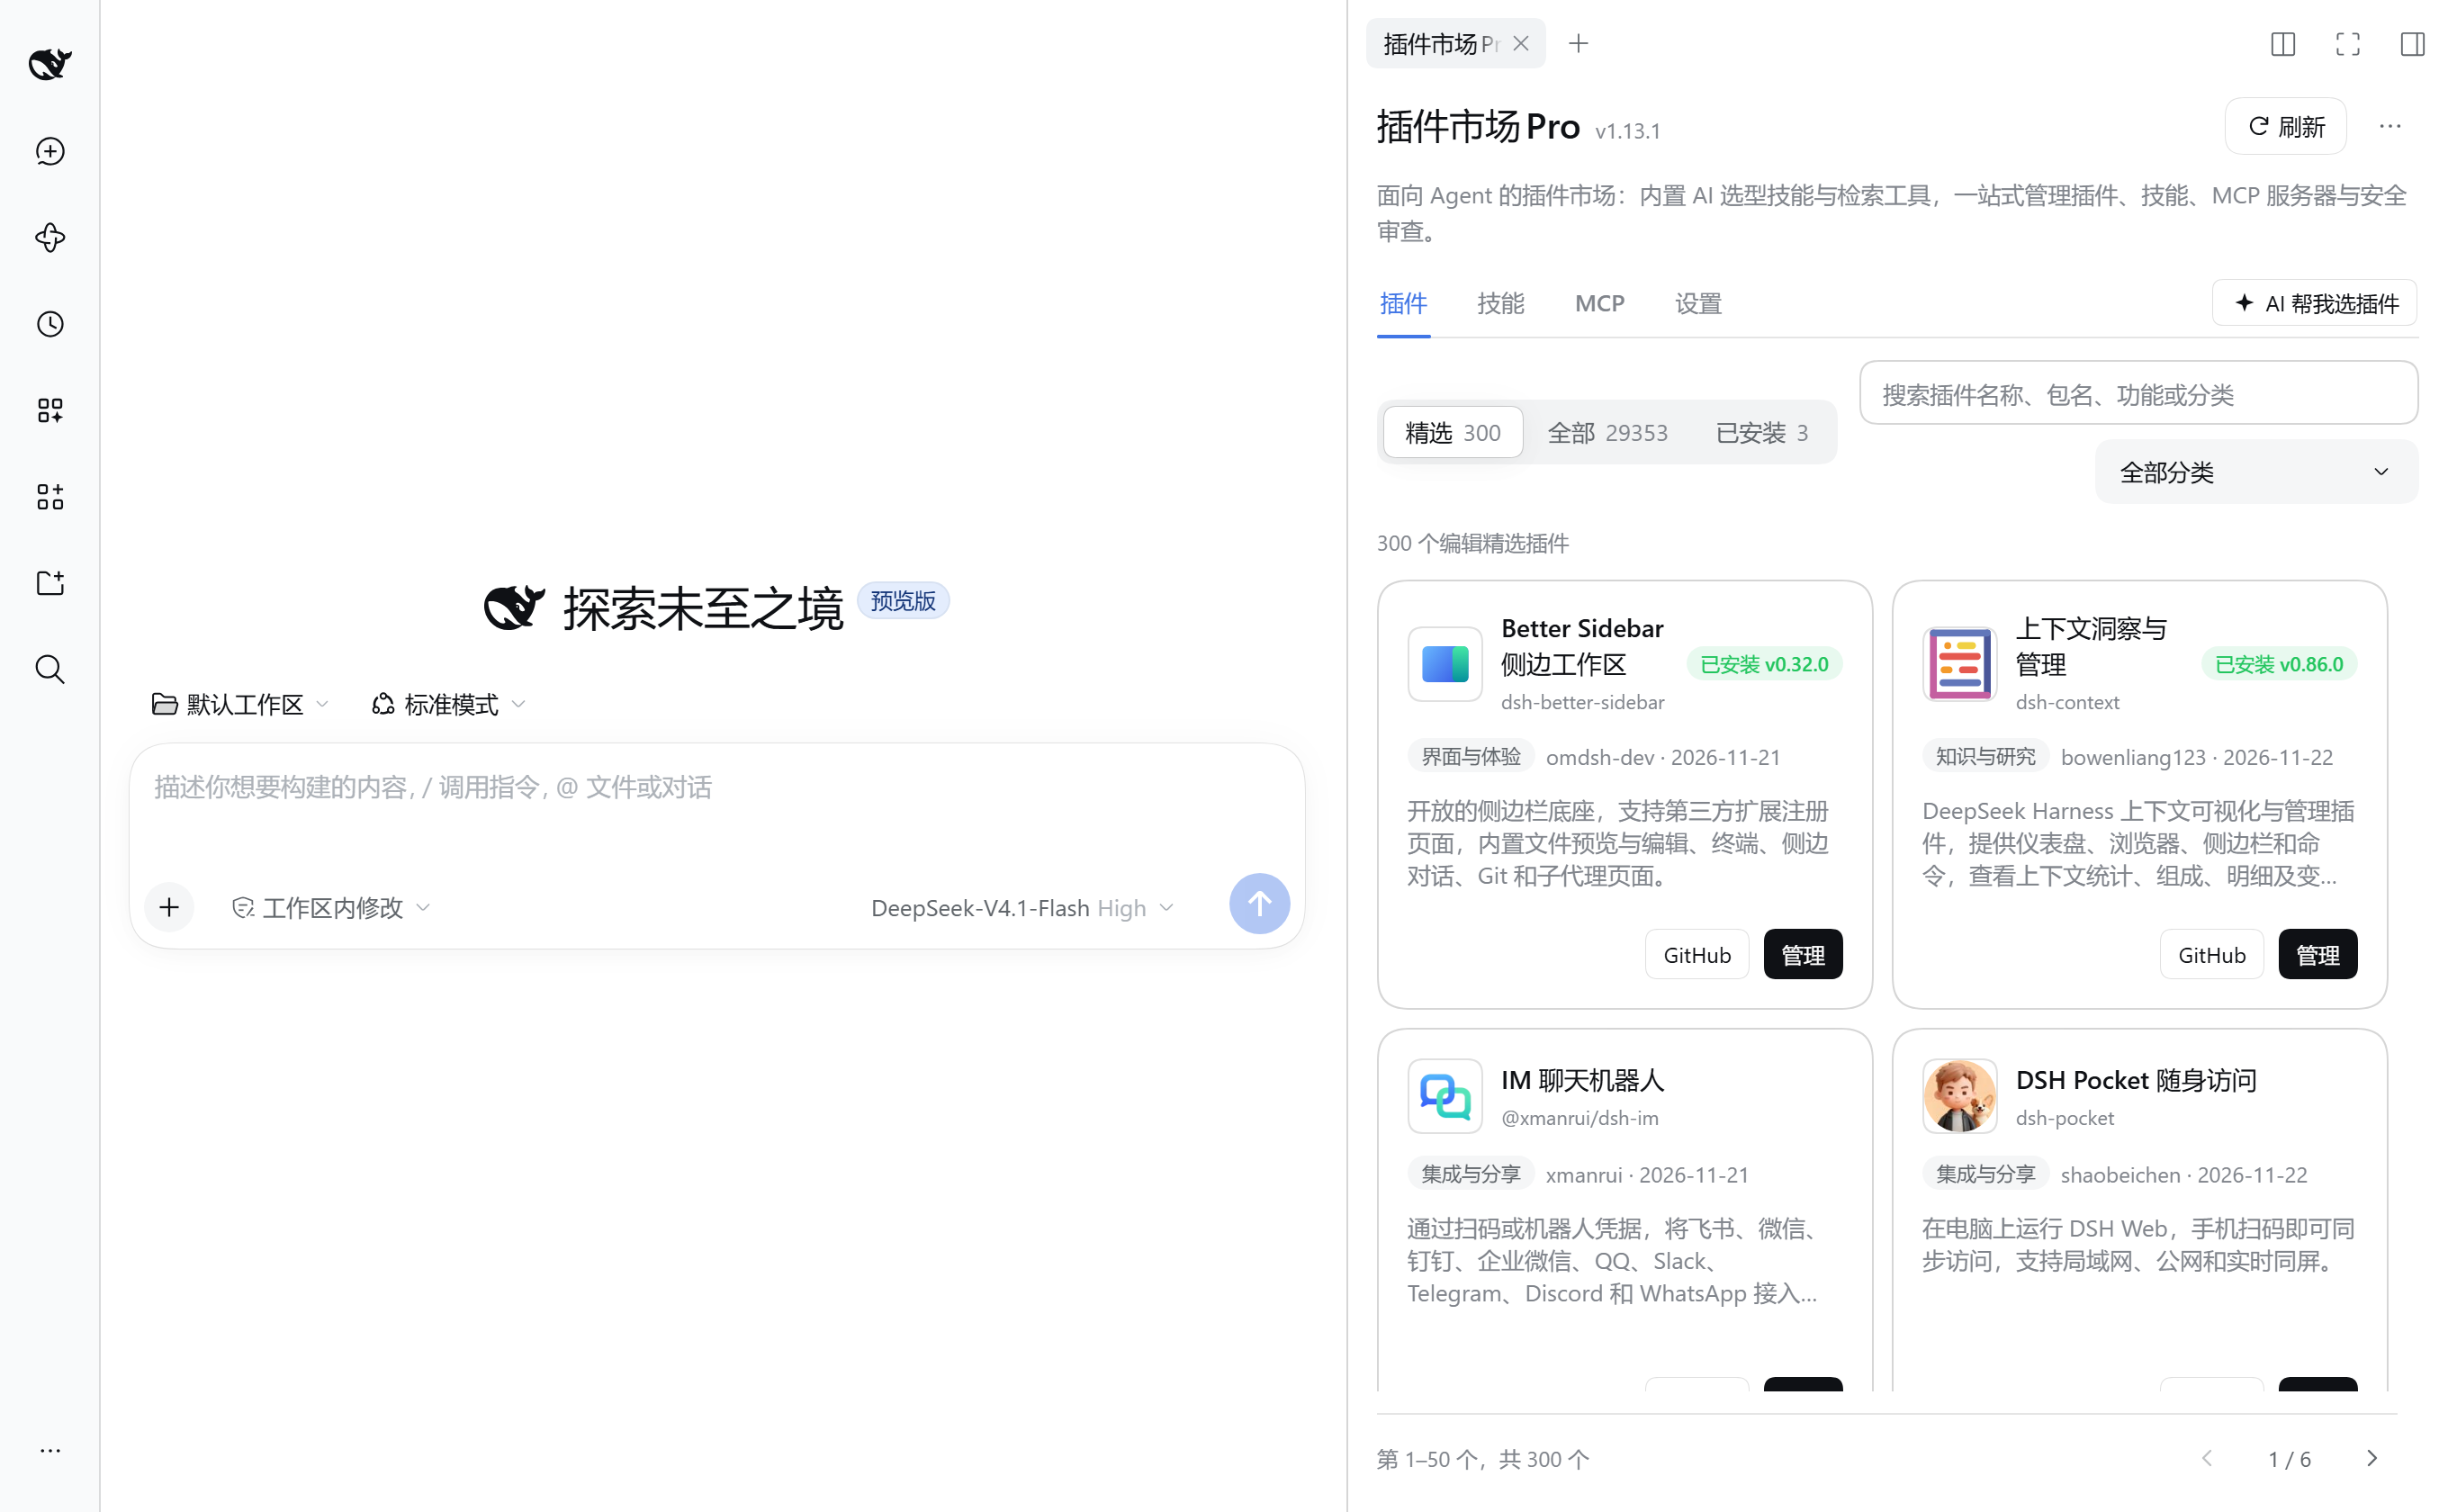 探索未至之境 预览版
默认工作区 标准模式
描述你想要构建的内容, / 调用指令, @ 文件或对话
工作区内修改 DeepSeek-V4.1-Flash High
插件市场 Pr
插件市场 Pro v1.13.1
刷新
面向 Agent 的插件市场：内置 AI 选型技能与检索工具，一站式管理插件、技能、MCP 服务器与安全
审查。
插件 技能 MCP 设置
AI 帮我选插件
搜索插件名称、包名、功能或分类
精选 300 全部 29353 已安装 3
全部分类
300 个编辑精选插件
Better Sidebar
侧边工作区
已安装 v0.32.0
dsh-better-sidebar
界面与体验 omdsh-dev · 2026-11-21
开放的侧边栏底座，支持第三方扩展注册
页面，内置文件预览与编辑、终端、侧边
对话、Git 和子代理页面。
GitHub 管理
上下文洞察与
管理
已安装 v0.86.0
dsh-context
知识与研究 bowenliang123 · 2026-11-22
DeepSeek Harness 上下文可视化与管理插
件，提供仪表盘、浏览器、侧边栏和命
令，查看上下文统计、组成、明细及变...
GitHub 管理
IM 聊天机器人
@xmanrui/dsh-im
集成与分享 xmanrui · 2026-11-21
通过扫码或机器人凭据，将飞书、微信、
钉钉、企业微信、QQ、Slack、
Telegram、Discord 和 WhatsApp 接入...
DSH Pocket 随身访问
dsh-pocket
集成与分享 shaobeichen · 2026-11-22
在电脑上运行 DSH Web，手机扫码即可同
步访问，支持局域网、公网和实时同屏。
第 1–50 个，共 300 个
1 / 6